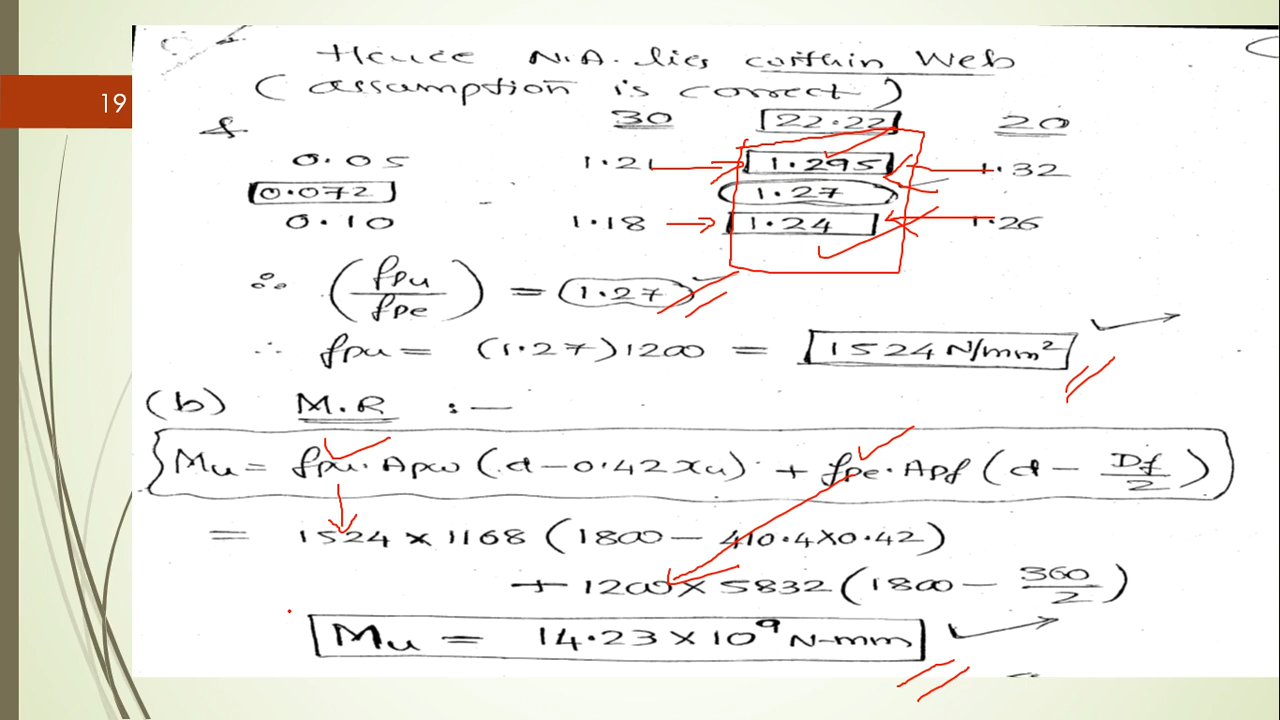 Hence N.A. lies within Web
19
(assumption is correct)
&
30 22.22 20
0.05 1.21 1.295 1.32
0.072 - 1.27
0.10 1.18 1.24 1.26
∴ (fpu/fpe) = 1.27
∴ fpu = (1.27)1200 = 1524 N/mm²
(b) M.R :—
Mu = fpu.Apw (d-0.42xu) + fpe.Apf (d - Df/2)
= 1524 × 1168 (1800 - 410.4×0.42)
+ 1200 × 5832 (1800 - 360/2)
Mu = 14.23 × 10⁹ N-mm